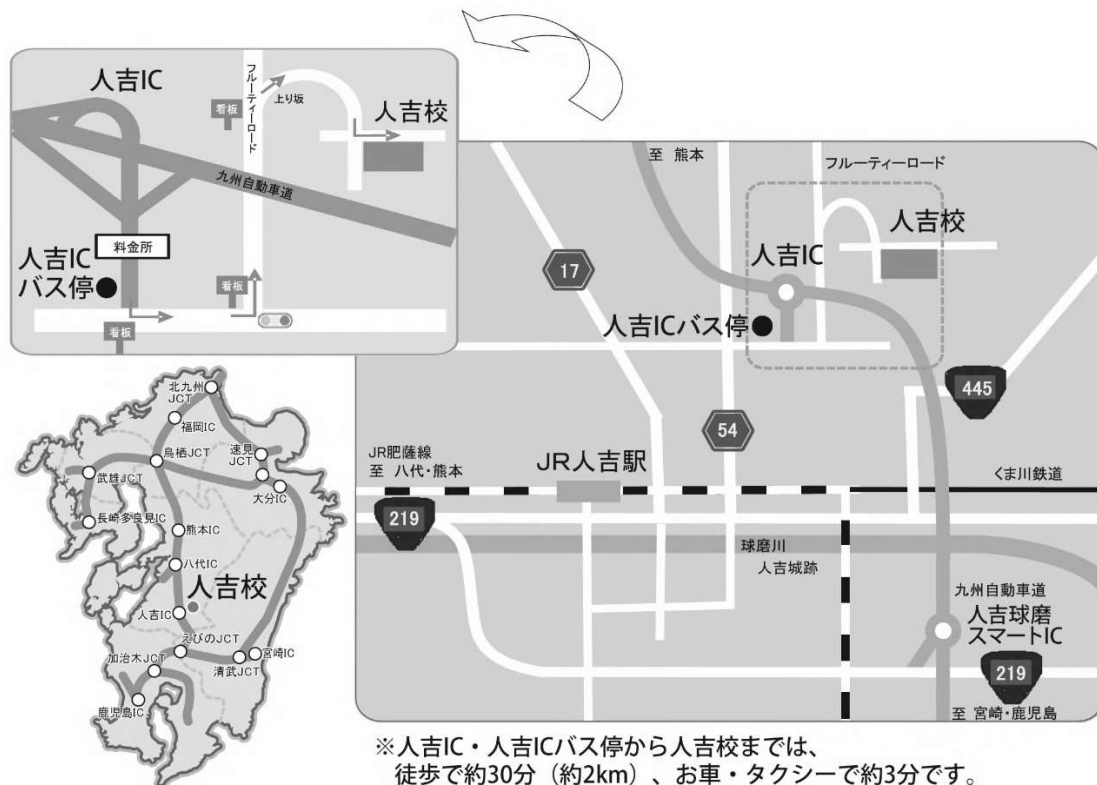 人吉IC
フルーティーロード
看板
上り坂
人吉校
九州自動車道
料金所
人吉IC
バス停
看板
看板
至 熊本
フルーティーロード
人吉校
人吉IC
17
人吉ICバス停
445
54
JR肥薩線
至 八代・熊本
JR人吉駅
くま川鉄道
219
球磨川
人吉城跡
九州自動車道
人吉球磨
スマートIC
219
至 宮崎・鹿児島
北九州
JCT
福岡IC
鳥栖JCT
速見
JCT
武雄JCT
大分IC
長崎多良見IC
熊本IC
八代IC
人吉校
人吉IC
えびのJCT
加治木JCT
宮崎IC
清武JCT
鹿児島IC
※人吉IC・人吉ICバス停から人吉校までは、
徒歩で約30分（約2km）、お車・タクシーで約3分です。